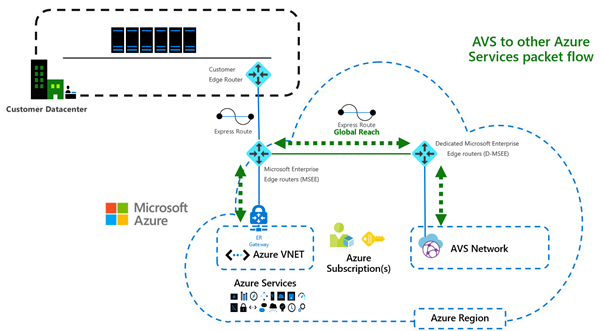 AVS to other Azure
Services packet flow
Customer
Edge Router
Customer Datacenter
Express Route
Express Route
Global Reach
Microsoft Enterprise
Edge routers (MSEE)
Dedicated Microsoft Enterprise
Edge routers (D-MSEE)
Microsoft
Azure
ER
Gateway
Azure VNET
Azure
Subscription(s)
AVS Network
Azure Services
Azure Region